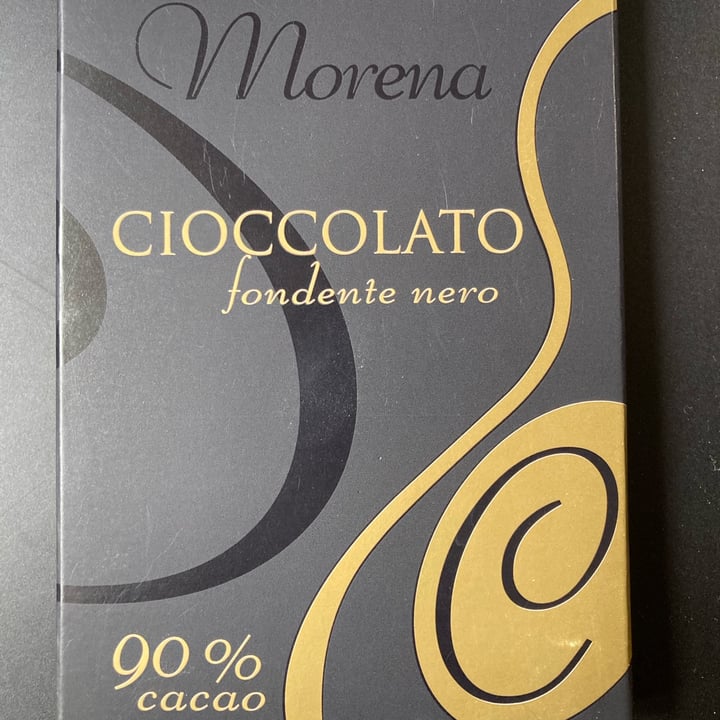 Morena
CIOCCOLATO
fondente nero
90 %
cacao